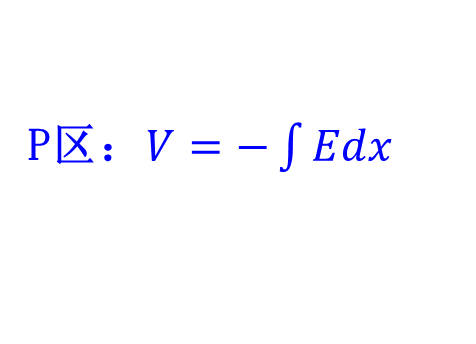 P区：V = −∫Edx